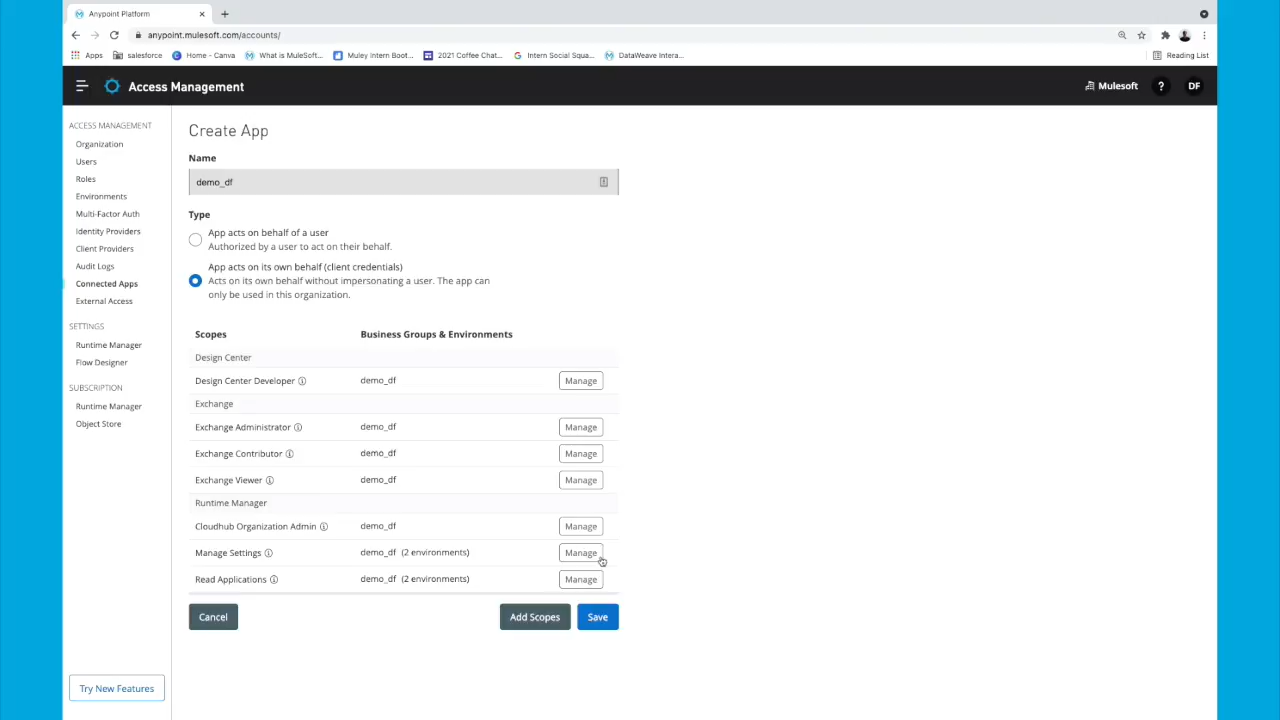 Anypoint Platform
anypoint.mulesoft.com/accounts/
Apps salesforce Home - Canva What is MuleSoft... Muley Intern Boot... 2021 Coffee Chat... Intern Social Squa... DataWeave Intera... Reading List
Access Management Mulesoft ? DF
ACCESS MANAGEMENT
Organization
Users
Roles
Environments
Multi-Factor Auth
Identity Providers
Client Providers
Audit Logs
Connected Apps
External Access
SETTINGS
Runtime Manager
Flow Designer
SUBSCRIPTION
Runtime Manager
Object Store
Try New Features
Create App
Name
demo_df
Type
App acts on behalf of a user
Authorized by a user to act on their behalf.
App acts on its own behalf (client credentials)
Acts on its own behalf without impersonating a user. The app can
only be used in this organization.
Scopes Business Groups & Environments
Design Center
Design Center Developer demo_df Manage
Exchange
Exchange Administrator demo_df Manage
Exchange Contributor demo_df Manage
Exchange Viewer demo_df Manage
Runtime Manager
Cloudhub Organization Admin demo_df Manage
Manage Settings demo_df (2 environments) Manage
Read Applications demo_df (2 environments) Manage
Cancel Add Scopes Save